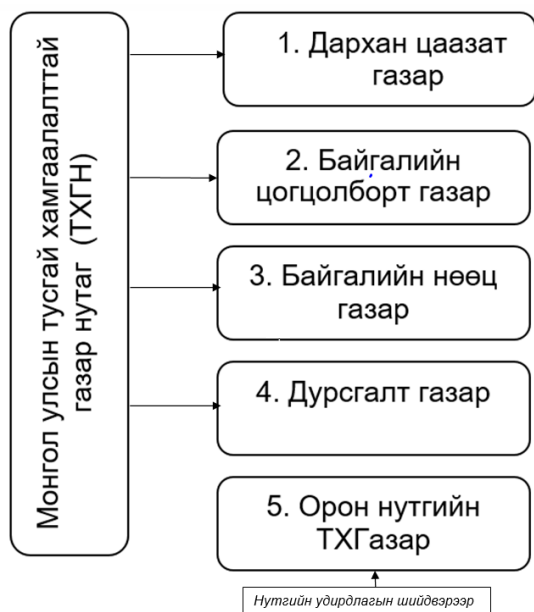 Монгол улсын тусгай хамгаалалттай
газар нутаг (ТХГН)
1. Дархан цаазат
газар
2. Байгалийн
цогцолборт газар
3. Байгалийн нөөц
газар
4. Дурсгалт газар
5. Орон нутгийн
ТХГазар
Нутгийн удирдлагын шийдвэрээр